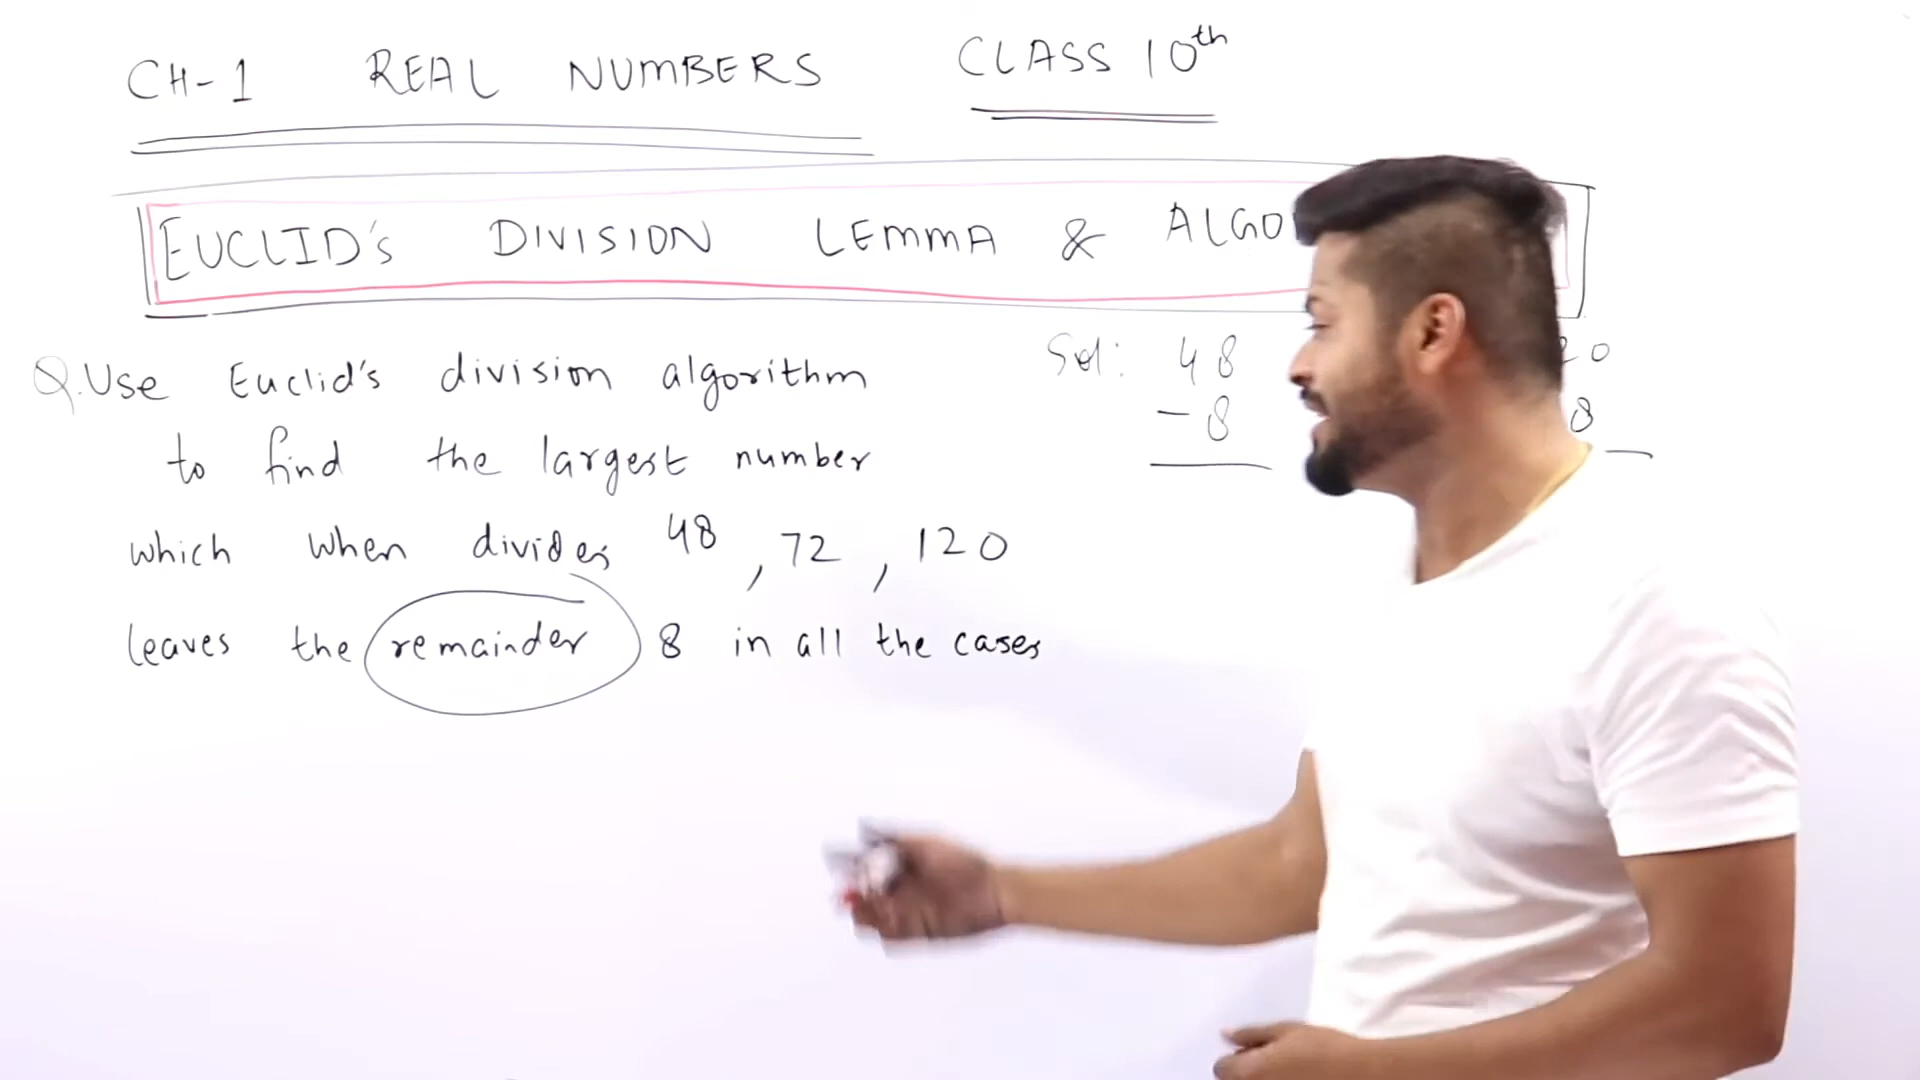 CH-1 REAL NUMBERS CLASS 10th
EUCLID's DIVISION LEMMA &
Q. Use Euclid's division algorithm
to find the largest number
which when divides 48, 72, 120
leaves the remainder 8 in all the cases
Sol: 48
- 8 8